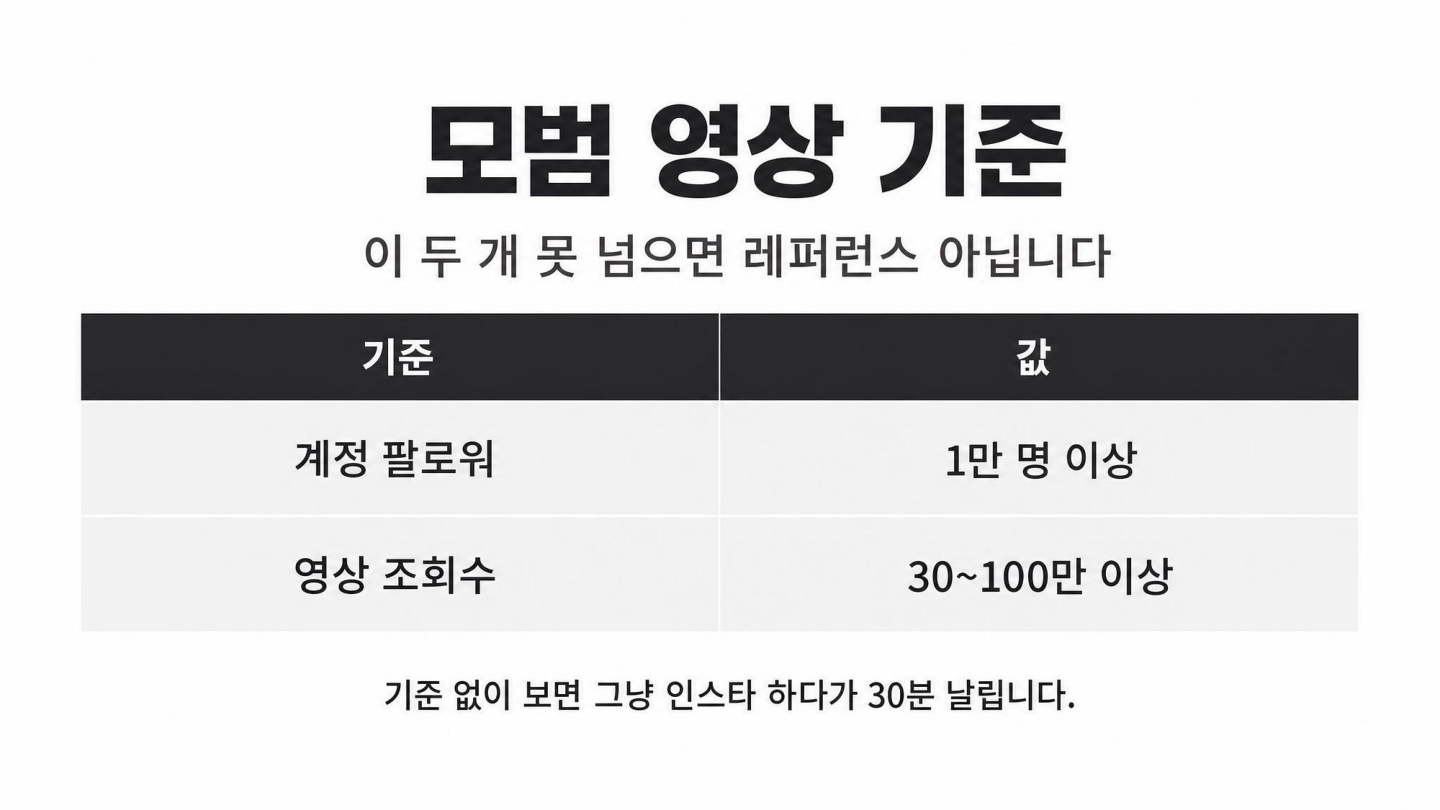 모범 영상 기준
이 두 개 못 넘으면 레퍼런스 아닙니다
기준 값
계정 팔로워 1만 명 이상
영상 조회수 30~100만 이상
기준 없이 보면 그냥 인스타 하다가 30분 날립니다.